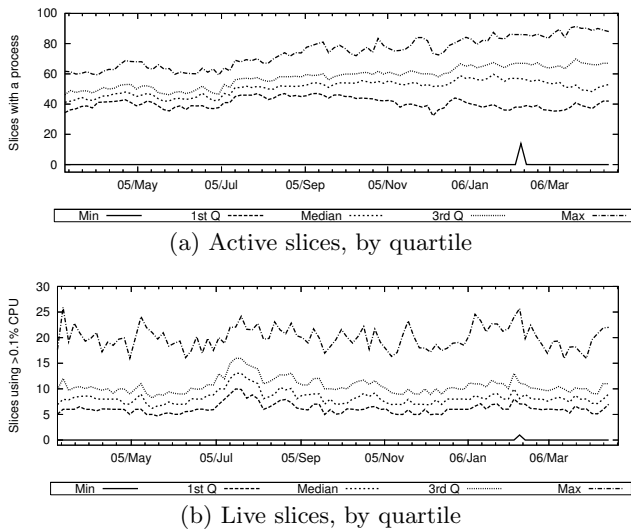 100
80
60
40
20
0
Slices with a process
05/May 05/Jul 05/Sep 05/Nov 06/Jan 06/Mar
Min 1st Q Median 3rd Q Max
(a) Active slices, by quartile
30
25
20
15
10
5
0
Slices using >0.1% CPU
05/May 05/Jul 05/Sep 05/Nov 06/Jan 06/Mar
Min 1st Q Median 3rd Q Max
(b) Live slices, by quartile